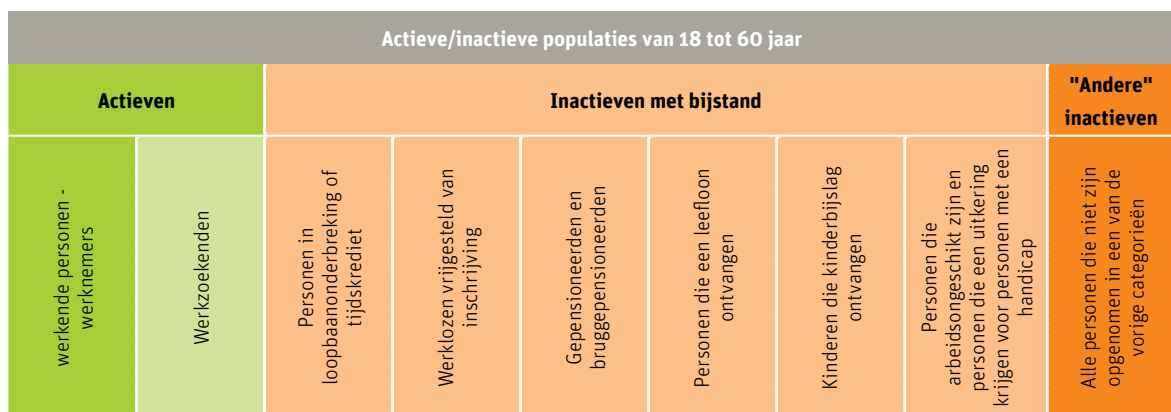 Actieve/inactieve populaties van 18 tot 60 jaar
Actieven
Inactieven met bijstand
"Andere"
inactieven
werkende personen -
werknemers
Werkzoekenden
Personen in
loopbaanonderbreking of
tijdskrediet
Werklozen vrijgesteld van
inschrijving
Gepensioneerden en
bruggepensioneerden
Personen die een leefloon
ontvangen
Kinderen die kinderbijslag
ontvangen
Personen die
arbeidsongeschikt zijn en
personen die een uitkering
krijgen voor personen met een
handicap
Alle personen die niet zijn
opgenomen in een van de
vorige categorieën